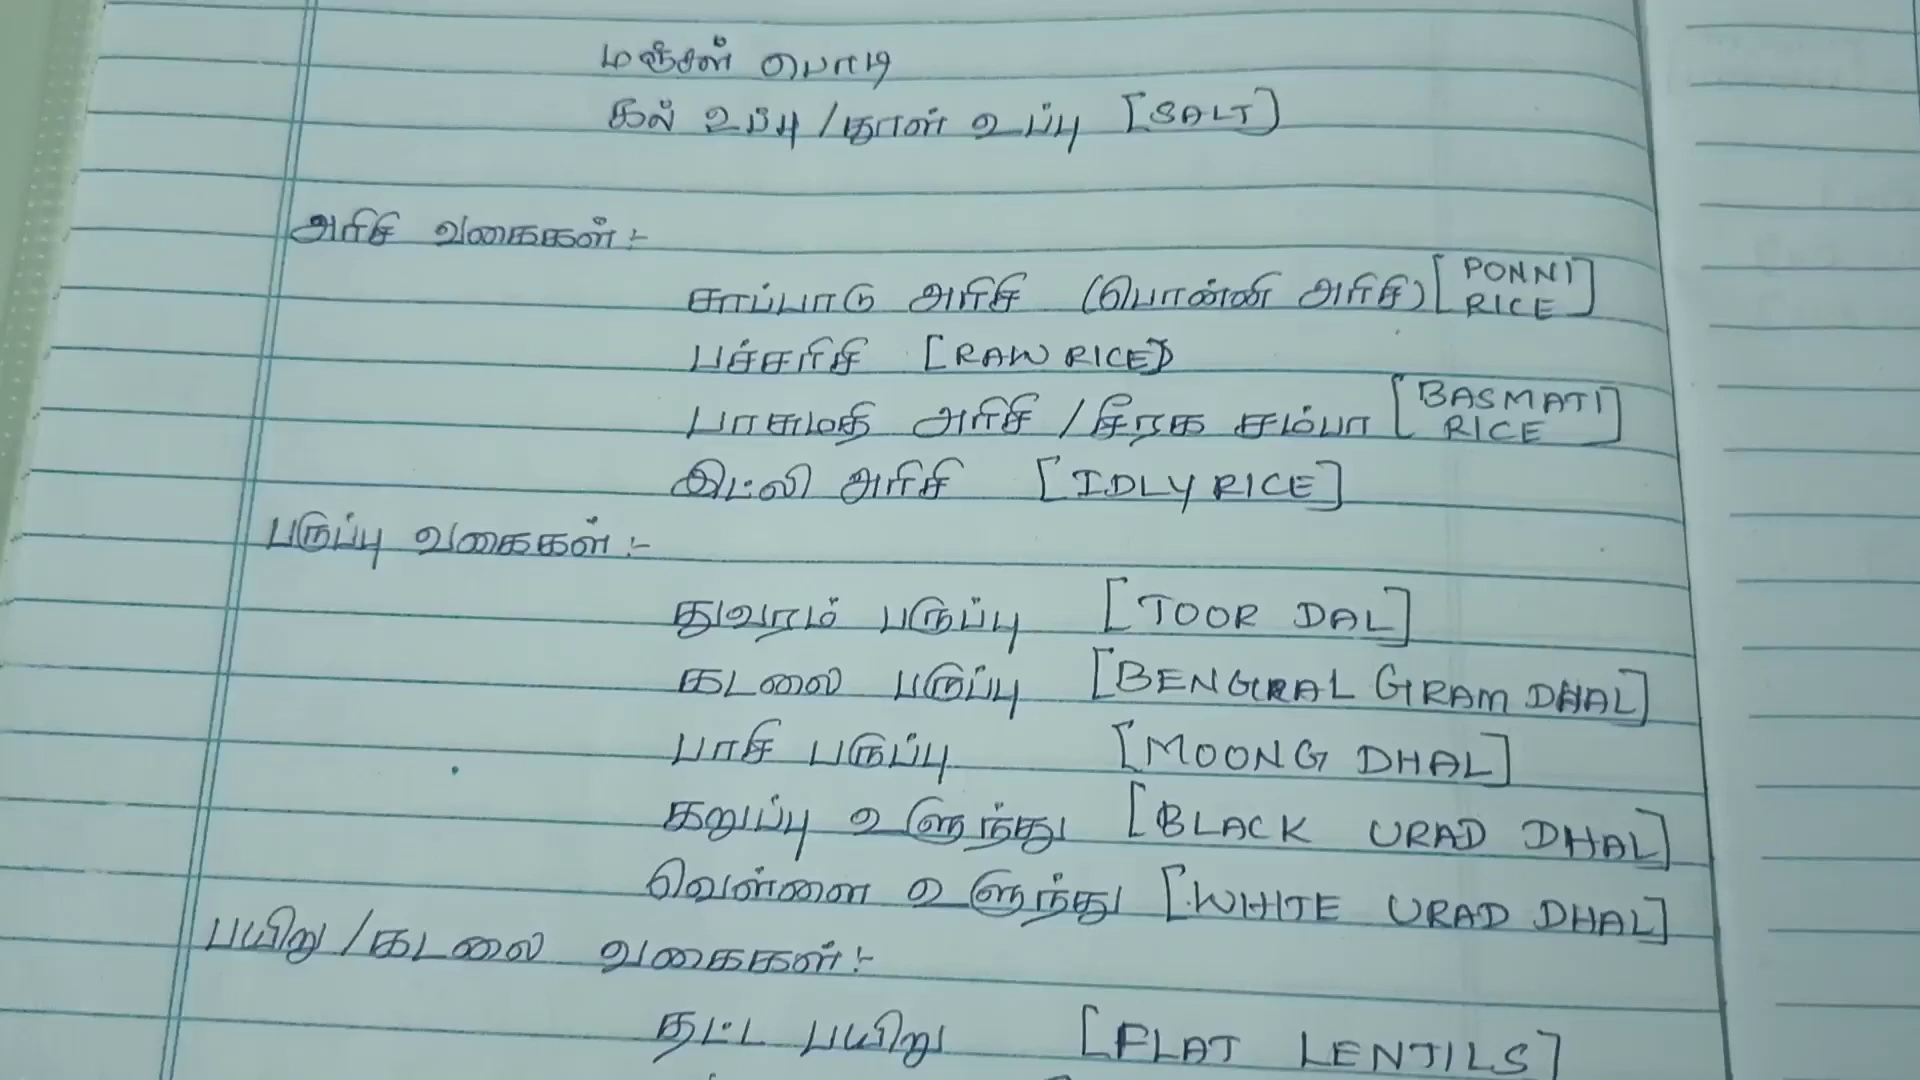 மஞ்சள் பொடி
கல் உப்பு / தூள் உப்பு [SALT]
அரிசி வகைகள் :-
சாப்பாடு அரிசி (பொன்னி அரிசி) [PONNI RICE]
பச்சரிசி [RAW RICE]
பாசுமதி அரிசி / சீரக சம்பா [BASMATI RICE]
இட்லி அரிசி [IDLY RICE]
பருப்பு வகைகள் :-
துவரம் பருப்பு [TOOR DAL]
கடலை பருப்பு [BENGRAL GRAM DHAL]
பாசி பருப்பு [MOONG DHAL]
கறுப்பு உளுந்து [BLACK URAD DHAL]
வெள்ளை உளுந்து [WHITE URAD DHAL]
பயிறு / கடலை வகைகள் :-
தட்ட பயிறு [FLAT LENTILS]